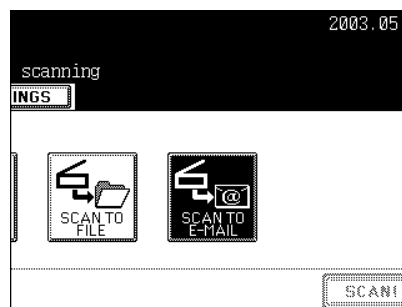 2003.05
scanning
INGS
SCAN TO
FILE
@
SCAN TO
E-MAIL
SCAN